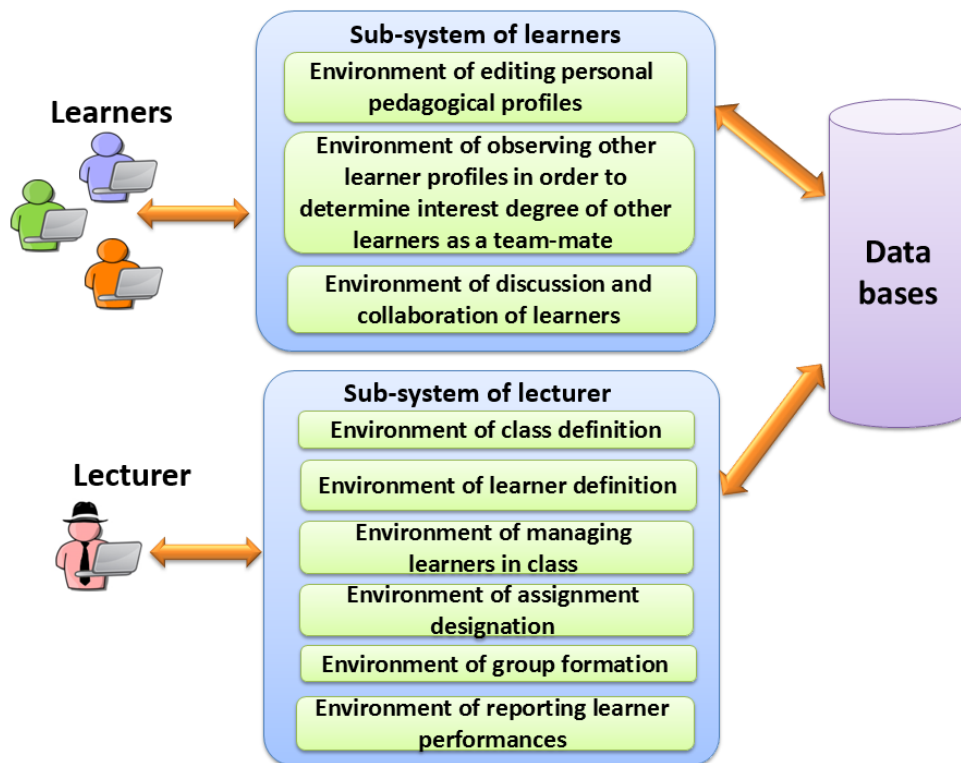 Learners
Sub-system of learners
Environment of editing personal
pedagogical profiles
Environment of observing other
learner profiles in order to
determine interest degree of other
learners as a team-mate
Environment of discussion and
collaboration of learners
Data
bases
Lecturer
Sub-system of lecturer
Environment of class definition
Environment of learner definition
Environment of managing
learners in class
Environment of assignment
designation
Environment of group formation
Environment of reporting learner
performances